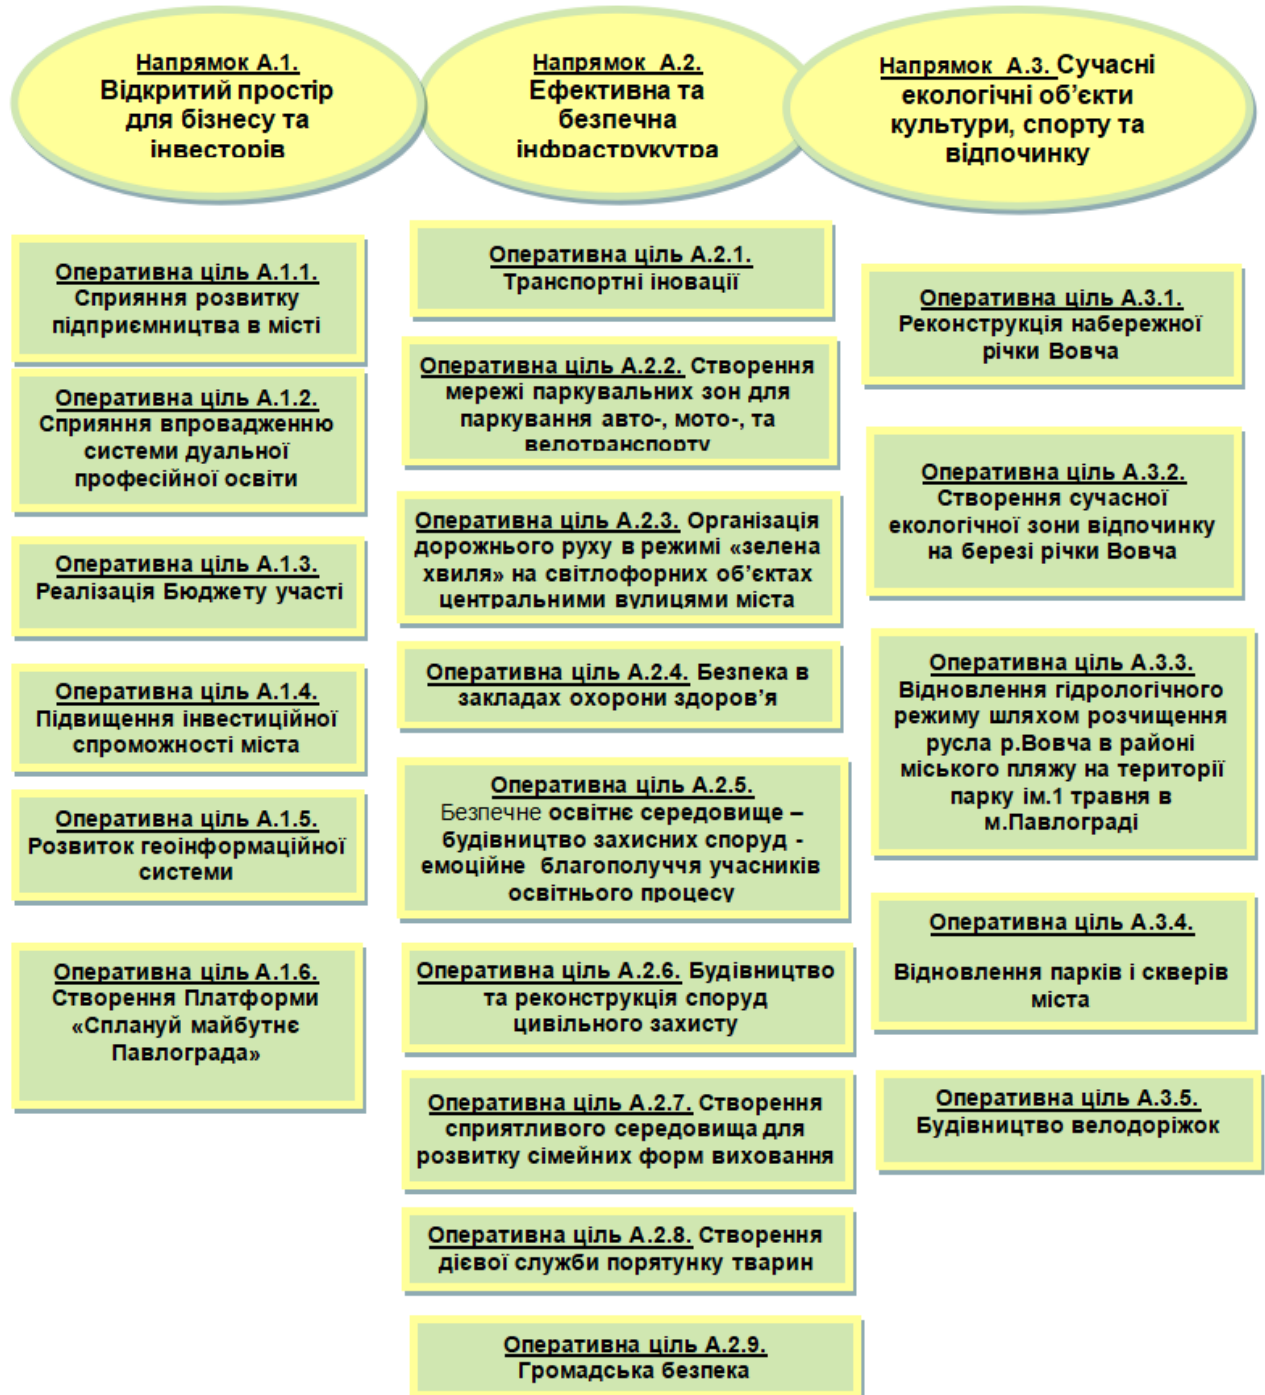 Напрямок А.1.
Відкритий простір
для бізнесу та
інвесторів
Напрямок А.2.
Ефективна та
безпечна
інфраструкутра
Напрямок А.3. Сучасні
екологічні об’єкти
культури, спорту та
відпочинку
Оперативна ціль А.1.1.
Сприяння розвитку
підприємництва в місті
Оперативна ціль А.1.2.
Сприяння впровадженню
системи дуальної
професійної освіти
Оперативна ціль А.1.3.
Реалізація Бюджету участі
Оперативна ціль А.1.4.
Підвищення інвестиційної
спроможності міста
Оперативна ціль А.1.5.
Розвиток геоінформаційної
системи
Оперативна ціль А.1.6.
Створення Платформи
«Сплануй майбутнє
Павлограда»
Оперативна ціль А.2.1.
Транспортні іновації
Оперативна ціль А.2.2. Створення
мережі паркувальних зон для
паркування авто-, мото-, та
велотранспорту
Оперативна ціль А.2.3. Організація
дорожнього руху в режимі «зелена
хвиля» на світлофорних об’єктах
центральними вулицями міста
Оперативна ціль А.2.4. Безпека в
закладах охорони здоров’я
Оперативна ціль А.2.5.
Безпечне освітнє середовище –
будівництво захисних споруд -
емоційне благополуччя учасників
освітнього процесу
Оперативна ціль А.2.6. Будівництво
та реконструкція споруд
цивільного захисту
Оперативна ціль А.2.7. Створення
сприятливого середовища для
розвитку сімейних форм виховання
Оперативна ціль А.2.8. Створення
дієвої служби порятунку тварин
Оперативна ціль А.2.9.
Громадська безпека
Оперативна ціль А.3.1.
Реконструкція набережної
річки Вовча
Оперативна ціль А.3.2.
Створення сучасної
екологічної зони відпочинку
на березі річки Вовча
Оперативна ціль А.3.3.
Відновлення гідрологічного
режиму шляхом розчищення
русла р.Вовча в районі
міського пляжу на території
парку ім.1 травня в
м.Павлограді
Оперативна ціль А.3.4.
Відновлення парків і скверів
міста
Оперативна ціль А.3.5.
Будівництво велодоріжок